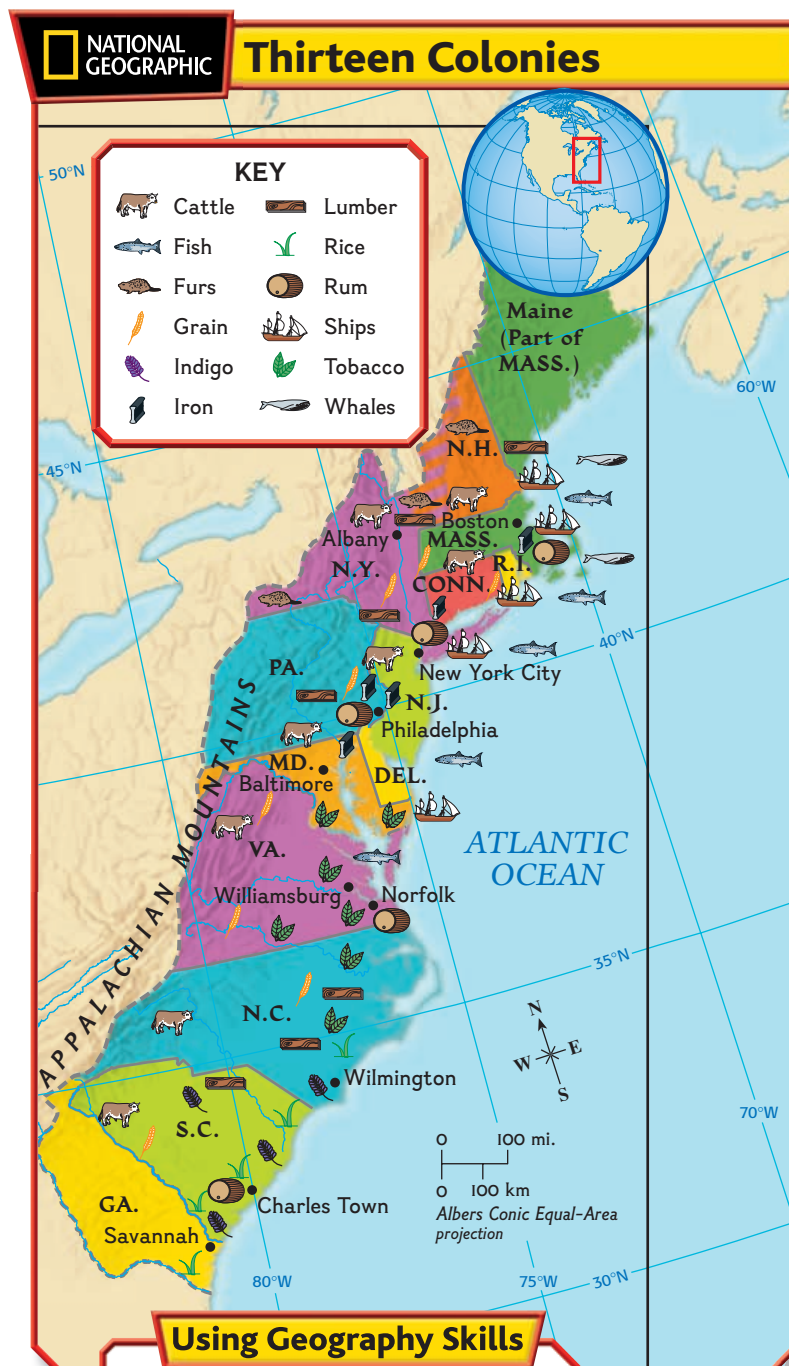 NATIONAL
GEOGRAPHIC
Thirteen Colonies
50°N
KEY
Cattle
Lumber
Fish
Rice
Furs
Rum
Grain
Ships
Indigo
Tobacco
Iron
Whales
Maine
(Part of
MASS.)
60°W
45°N
N.H.
Boston
Albany
MASS.
N.Y.
R.I.
CONN.
40°N
New York City
PA.
N.J.
Philadelphia
MD.
Baltimore
DEL.
APPALACHIAN MOUNTAINS
VA.
ATLANTIC
OCEAN
Williamsburg
Norfolk
35°N
N.C.
N
W
E
S
Wilmington
S.C.
70°W
0
100 mi.
0
100 km
Albers Conic Equal-Area
projection
GA.
Charles Town
Savannah
80°W
75°W
30°N
Using Geography Skills